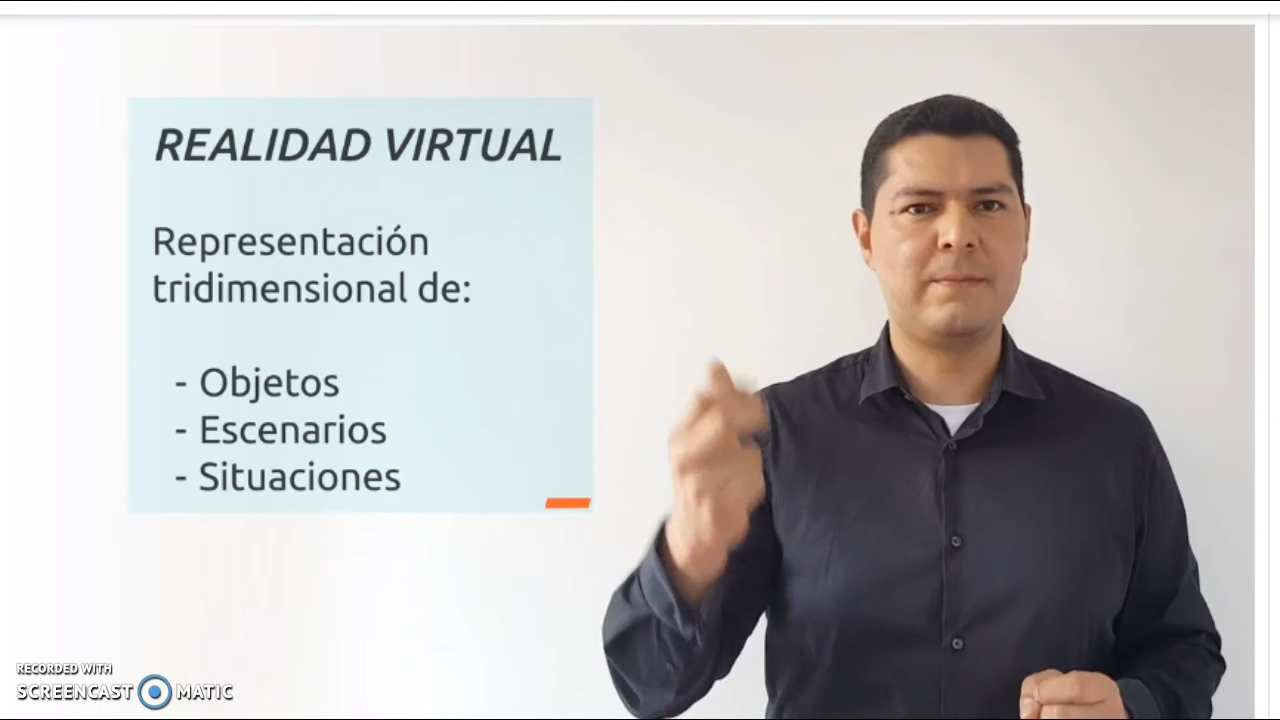 REALIDAD VIRTUAL
Representación
tridimensional de:
- Objetos
- Escenarios
- Situaciones
RECORDED WITH
SCREENCAST MATIC